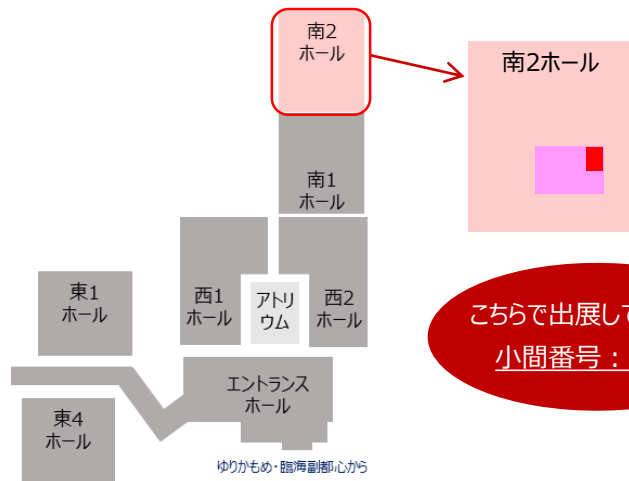 南2
ホール
南2ホール
南1
ホール
東1
ホール
西1
ホール
アトリ
ウム
西2
ホール
こちらで出展して
小間番号：
エントランス
ホール
東4
ホール
ゆりかもめ・臨海副都心から